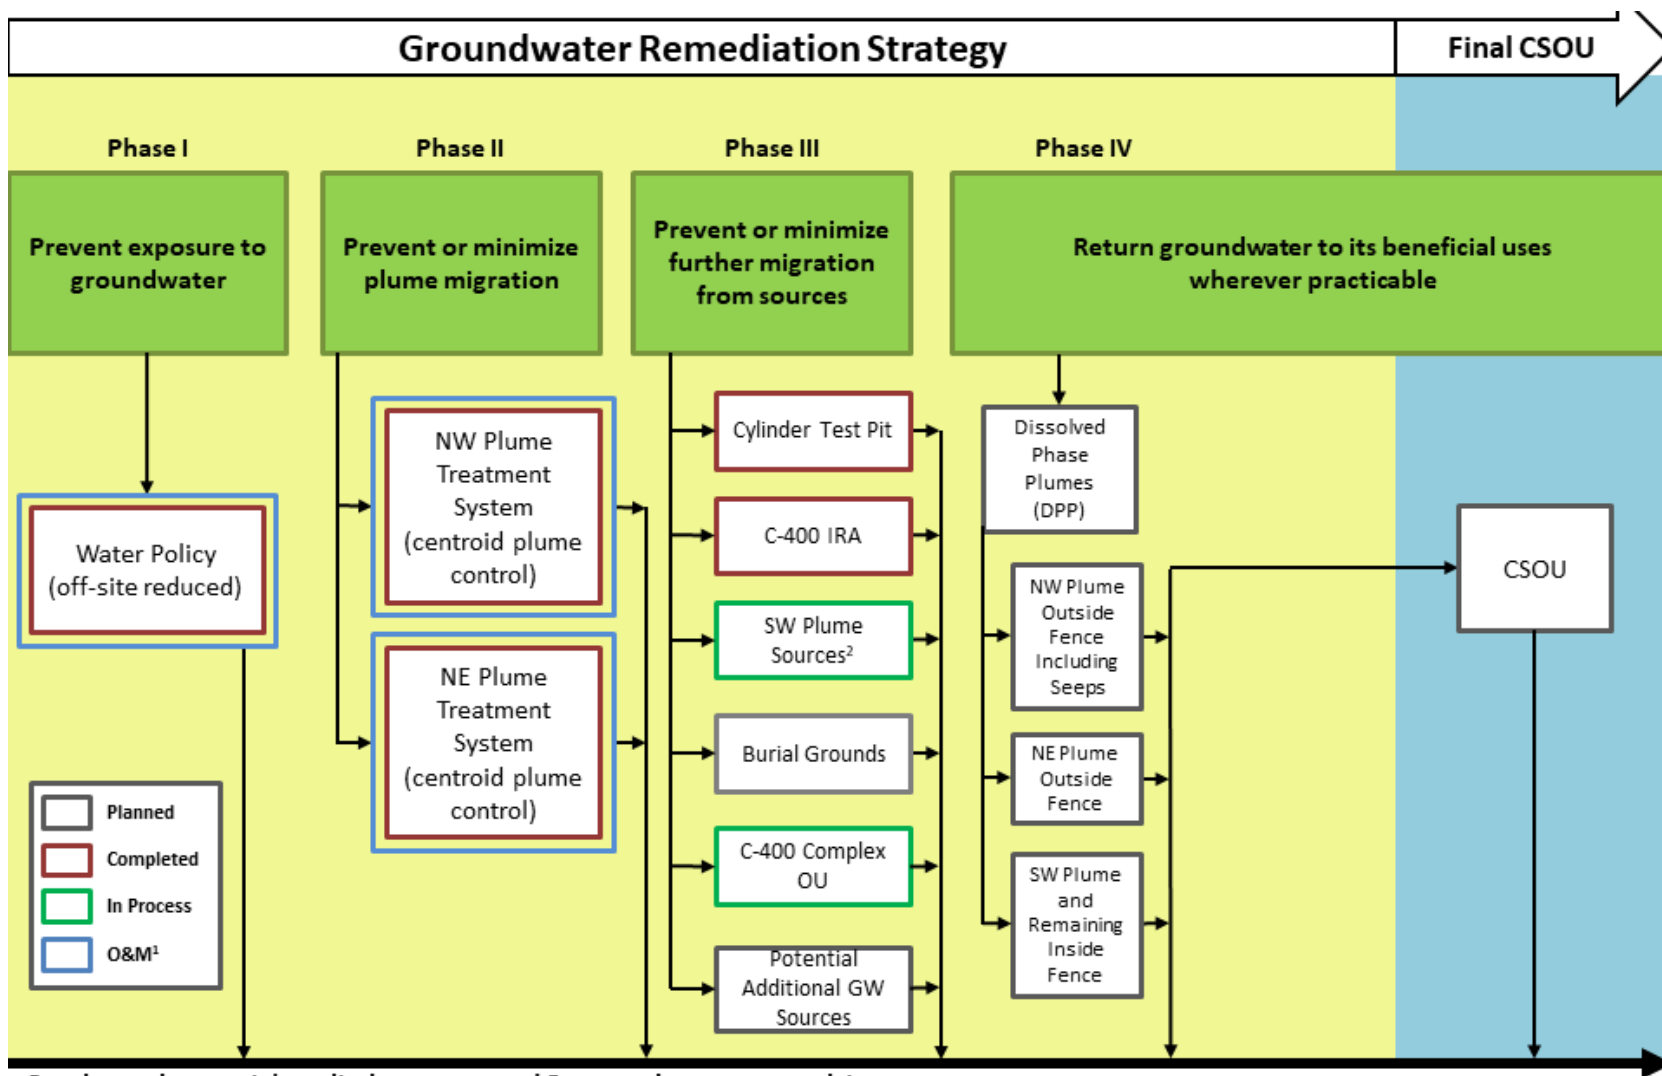 Groundwater Remediation Strategy
Final CSOU
Phase I
Phase II
Phase III
Phase IV
Prevent exposure to
groundwater
Prevent or minimize
plume migration
Prevent or minimize
further migration
from sources
Return groundwater to its beneficial uses
wherever practicable
Water Policy
(off-site reduced)
NW Plume
Treatment
System
(centroid plume
control)
NE Plume
Treatment
System
(centroid plume
control)
Cylinder Test Pit
C-400 IRA
SW Plume
Sources²
Burial Grounds
C-400 Complex
OU
Potential
Additional GW
Sources
Dissolved
Phase
Plumes
(DPP)
NW Plume
Outside
Fence
Including
Seeps
NE Plume
Outside
Fence
SW Plume
and
Remaining
Inside
Fence
CSOU
Planned
Completed
In Process
O&M¹